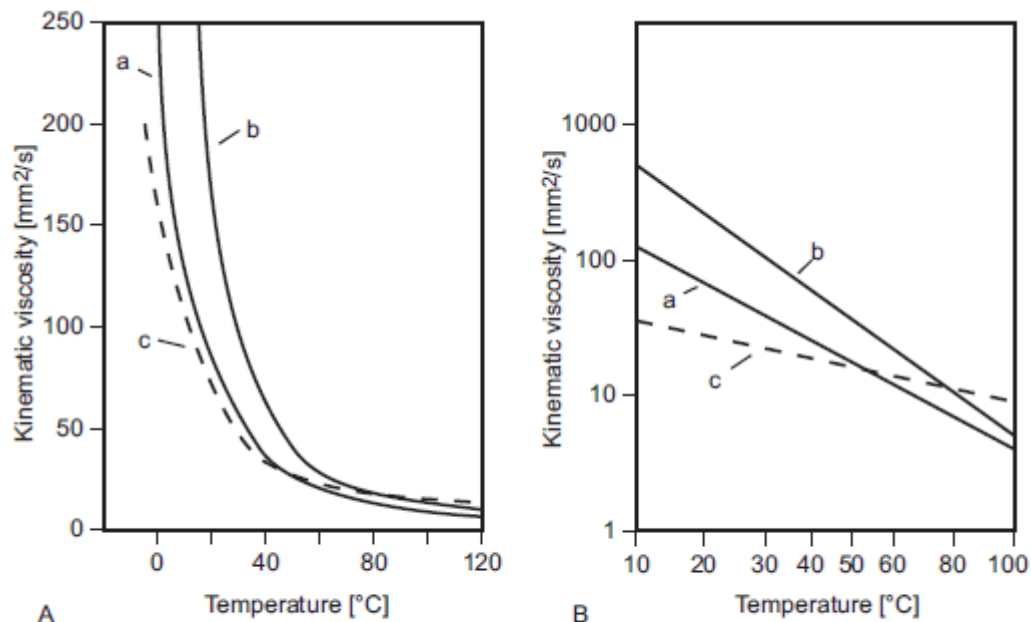 250
200
150
100
50
0
Kinematic viscosity [mm2/s]
a
b
c
0 40 80 120
Temperature [°C]
A
1000
100
10
1
Kinematic viscosity [mm2/s]
b
a
c
10 20 30 40 50 60 80 100
Temperature [°C]
B